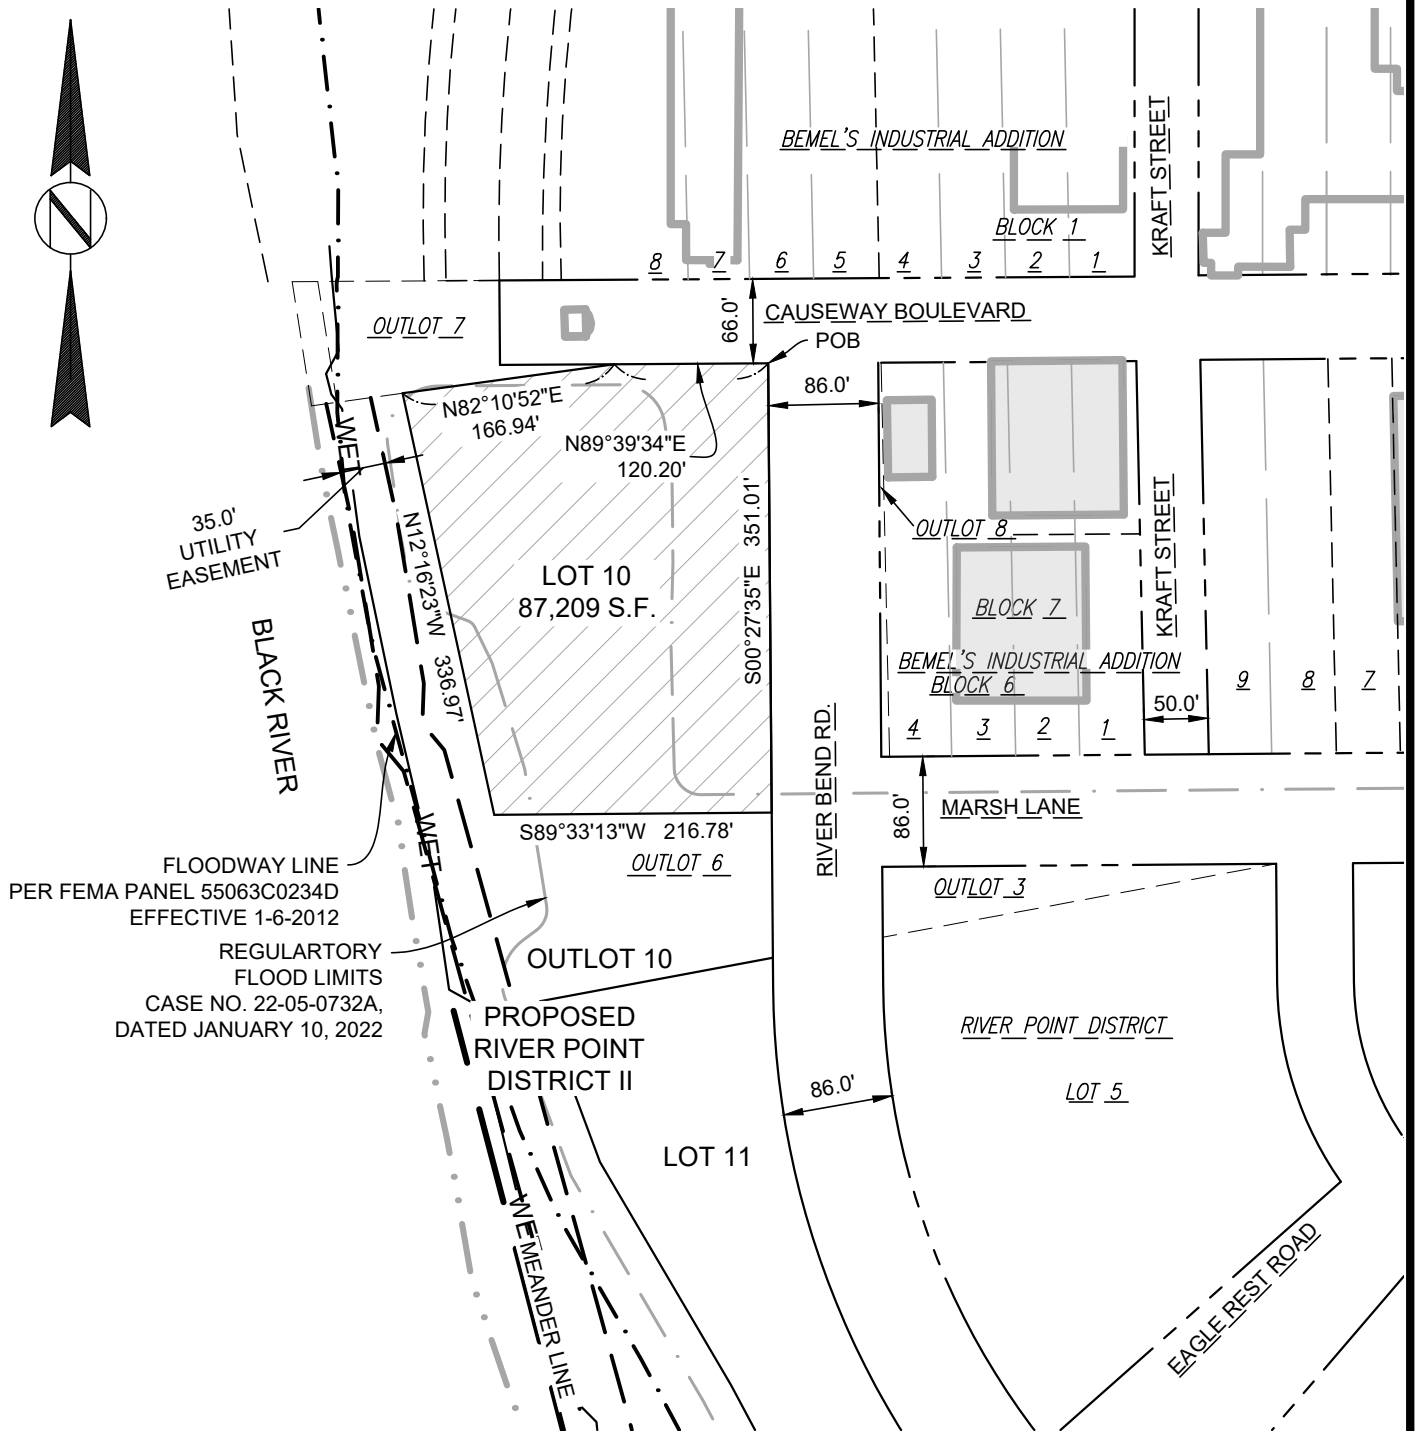 BEMEL'S INDUSTRIAL ADDITION
KRAFT STREET
BLOCK 1
8 7 6 5 4 3 2 1
OUTLOT 7
66.0'
CAUSEWAY BOULEVARD
POB
86.0'
N82°10'52"E
166.94'
N89°39'34"E
120.20'
WET
35.0'
UTILITY
EASEMENT
N12°16'23"W 336.97'
LOT 10
87,209 S.F.
S00°27'35"E 351.01'
OUTLOT 8
BLOCK 7
KRAFT STREET
BEMEL'S INDUSTRIAL ADDITION
BLOCK 6
4 3 2 1
50.0'
9 8 7
BLACK RIVER
RIVER BEND RD.
86.0'
MARSH LANE
S89°33'13"W 216.78'
OUTLOT 6
WET
FLOODWAY LINE
PER FEMA PANEL 55063C0234D
EFFECTIVE 1-6-2012
OUTLOT 3
REGULARTORY
FLOOD LIMITS
CASE NO. 22-05-0732A,
DATED JANUARY 10, 2022
OUTLOT 10
PROPOSED
RIVER POINT
DISTRICT II
RIVER POINT DISTRICT
LOT 5
86.0'
LOT 11
WET
MEANDER LINE
EAGLE REST ROAD
N